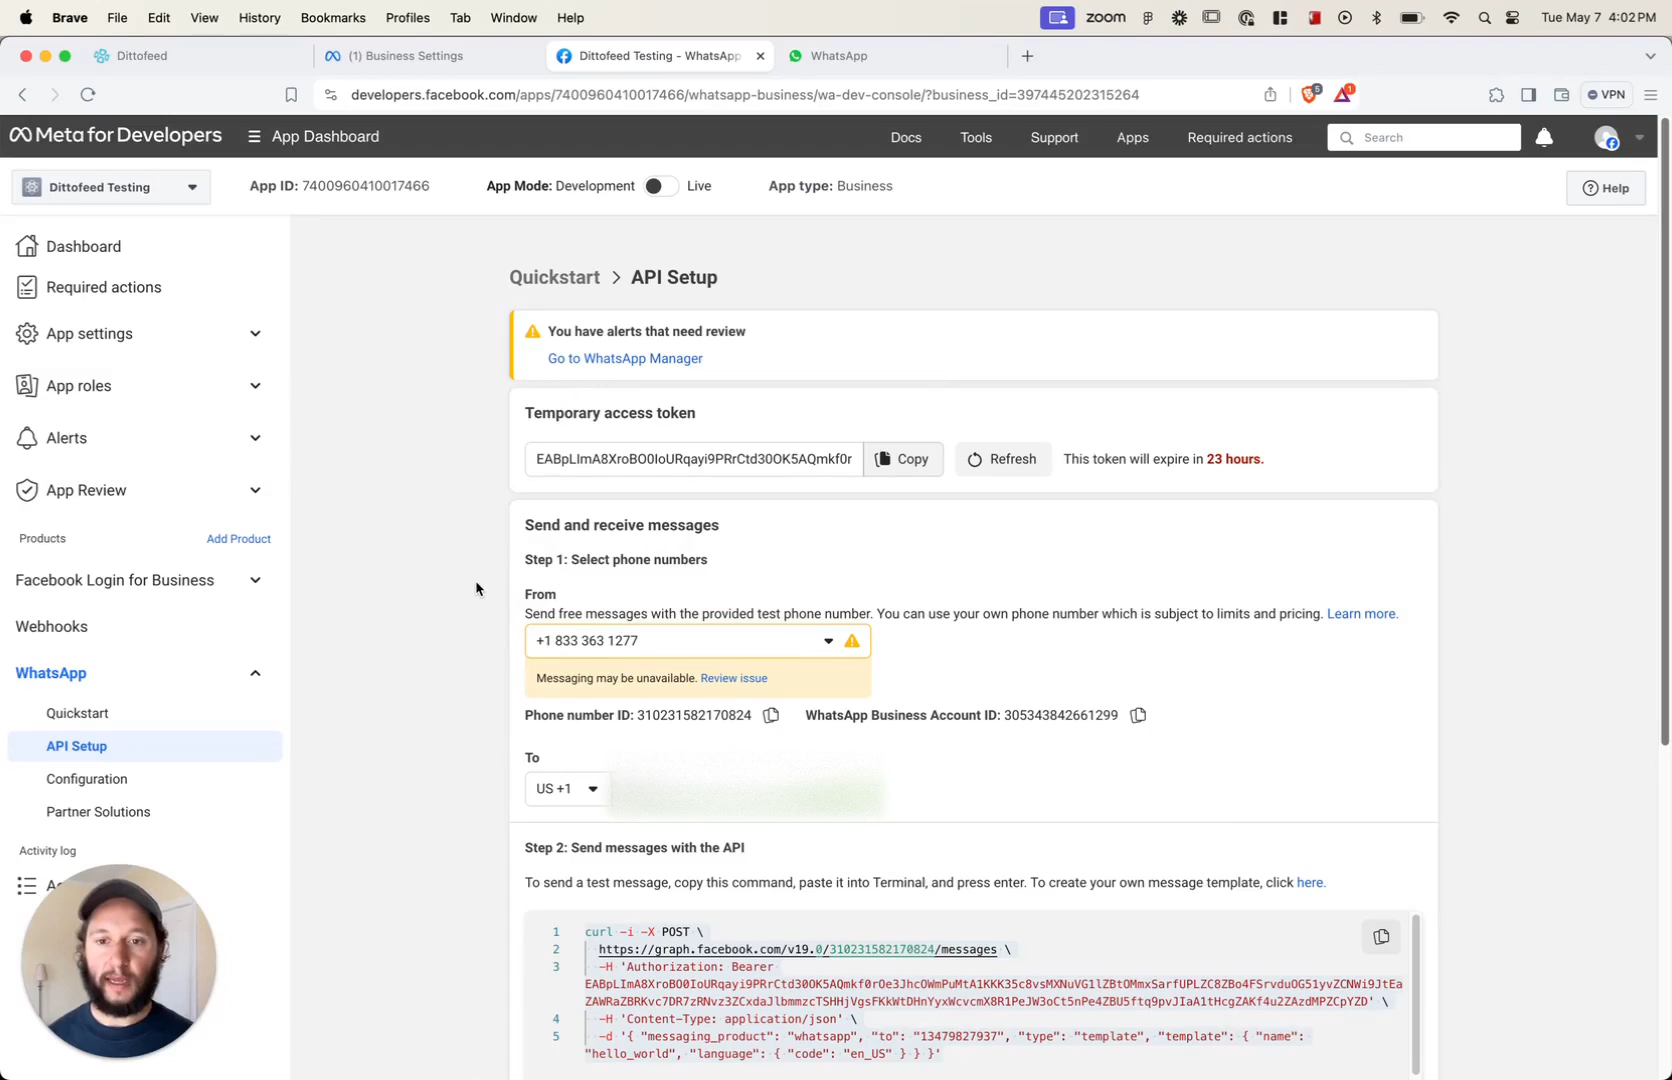 Brave File Edit View History Bookmarks Profiles Tab Window Help zoom Tue May 7 4:02 PM
Dittofeed (1) Business Settings Dittofeed Testing - WhatsApp WhatsApp
developers.facebook.com/apps/7400960410017466/whatsapp-business/wa-dev-console/?business_id=397445202315264 5 1 VPN
Meta for Developers App Dashboard Docs Tools Support Apps Required actions Search
Dittofeed Testing App ID: 7400960410017466 App Mode: Development Live App type: Business Help
Dashboard
Required actions
App settings
App roles
Alerts
App Review
Products Add Product
Facebook Login for Business
Webhooks
WhatsApp
Quickstart
API Setup
Configuration
Partner Solutions
Activity log
Quickstart > API Setup
You have alerts that need review
Go to WhatsApp Manager
Temporary access token
EABpLImA8XroBO0IoURqayi9PRrCtd30OK5AQmkf0r Copy Refresh This token will expire in 23 hours.
Send and receive messages
Step 1: Select phone numbers
From
Send free messages with the provided test phone number. You can use your own phone number which is subject to limits and pricing. Learn more.
+1 833 363 1277
Messaging may be unavailable. Review issue
Phone number ID: 310231582170824 WhatsApp Business Account ID: 305343842661299
To
US +1
Step 2: Send messages with the API
To send a test message, copy this command, paste it into Terminal, and press enter. To create your own message template, click here.
1 curl -i -X POST \
2 https://graph.facebook.com/v19.0/310231582170824/messages \
3 -H 'Authorization: Bearer
4 -H 'Content-Type: application/json' \
5 -d '{ "messaging_product": "whatsapp", "to": "13479827937", "type": "template", "template": { "name":
"hello_world", "language": { "code": "en_US" } } }'